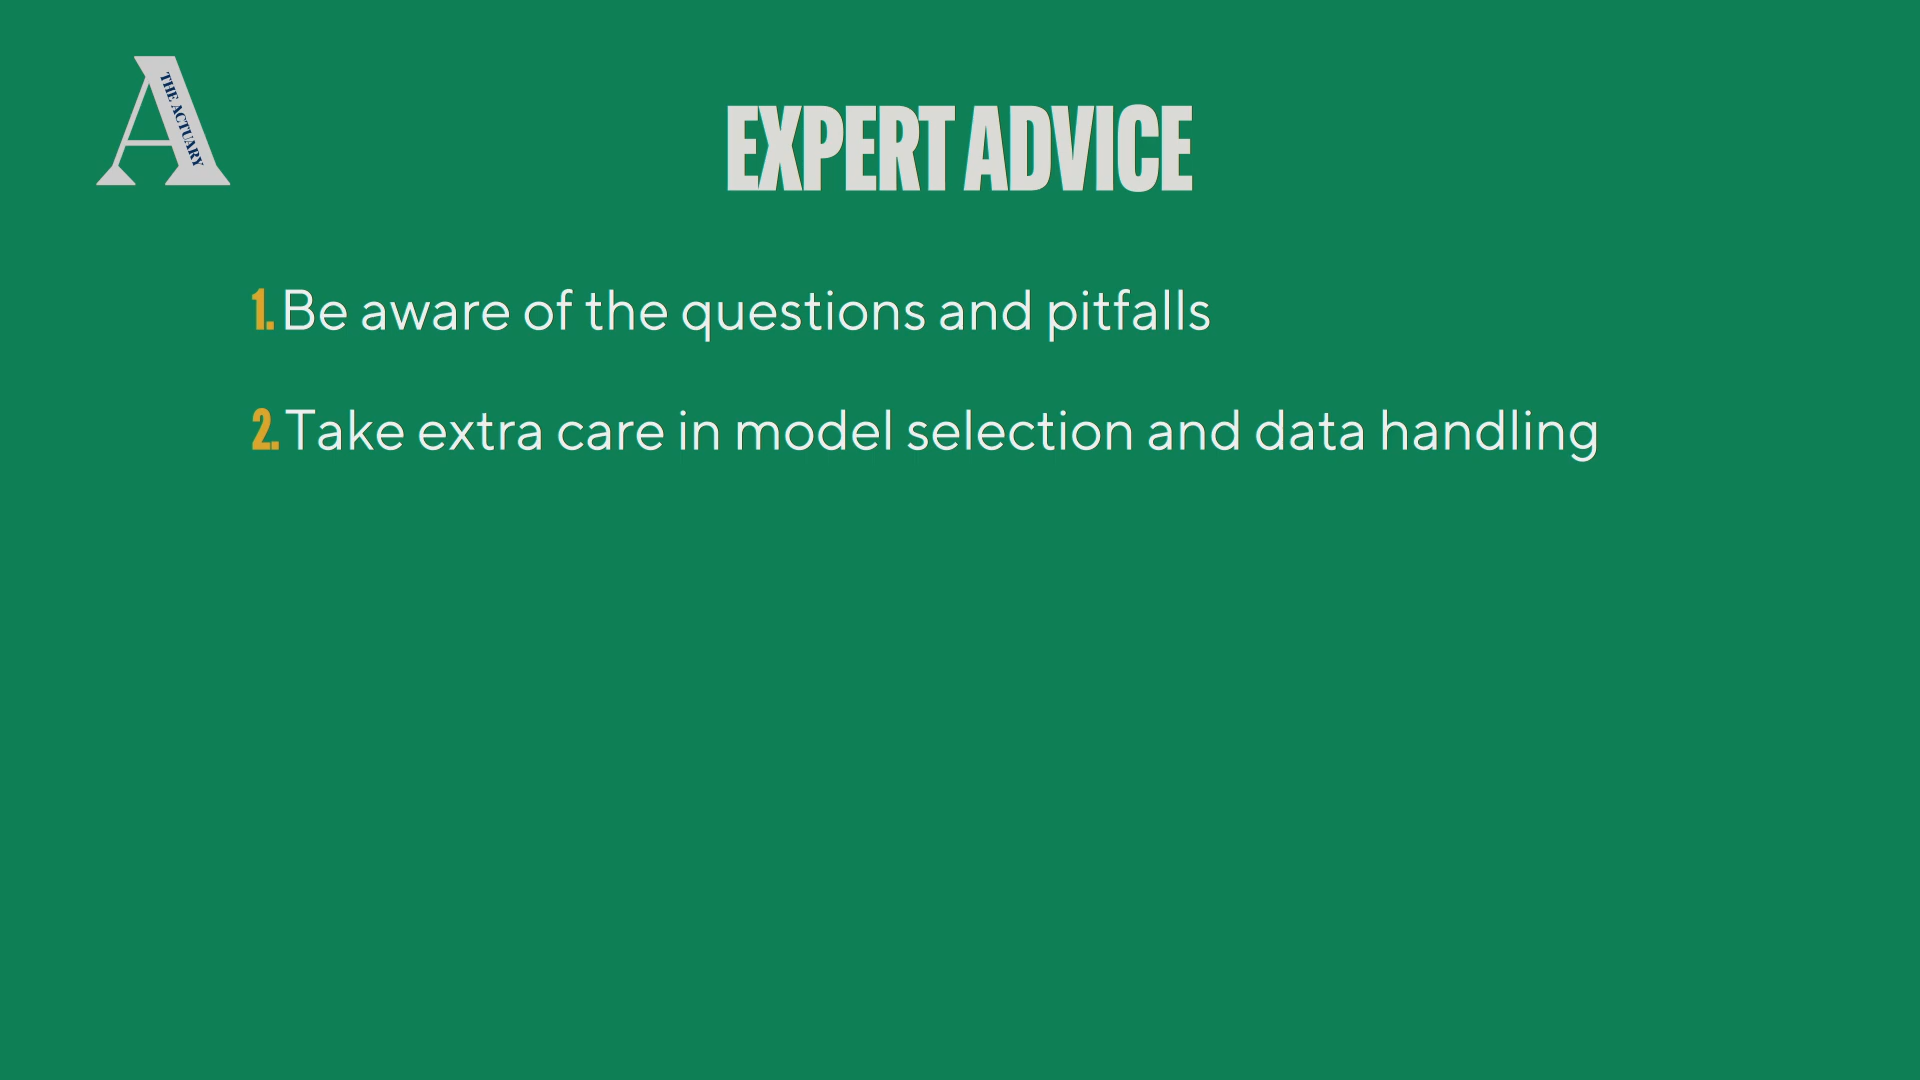 THE ACTUARY
EXPERT ADVICE
1. Be aware of the questions and pitfalls
2. Take extra care in model selection and data handling